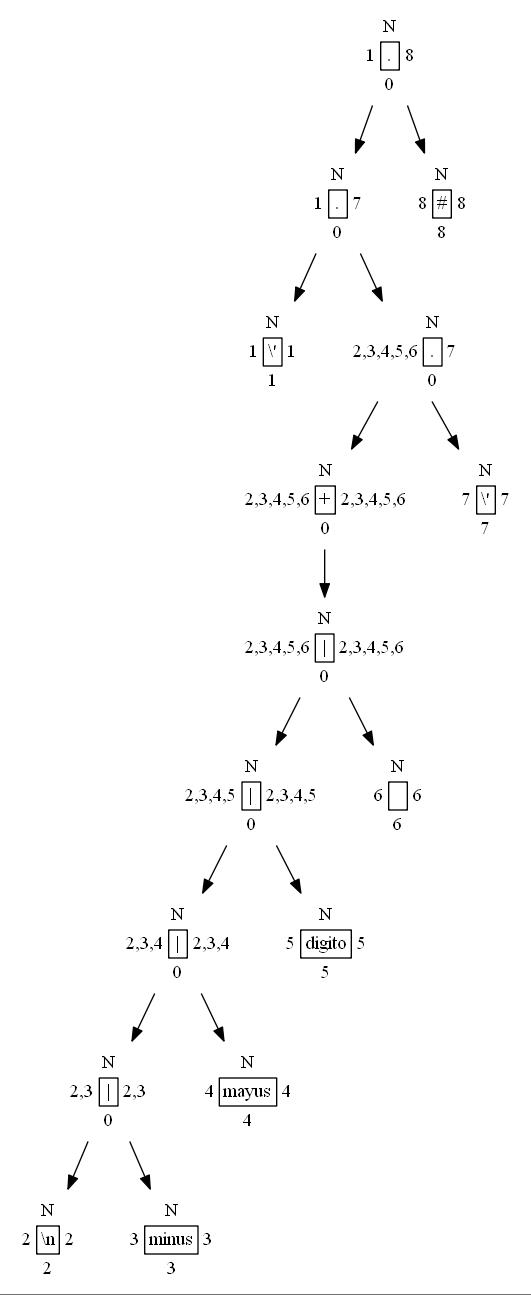 N
1 . 8
0
N N
1 . 7 8 # 8
0 8
N N
1 \' 1 2,3,4,5,6 . 7
1 0
N N
2,3,4,5,6 + 2,3,4,5,6 7 \' 7
0 7
N
2,3,4,5,6 | 2,3,4,5,6
0
N N
2,3,4,5 | 2,3,4,5 6 6
0 6
N N
2,3,4 | 2,3,4 5 digito 5
0 5
N N
2,3 | 2,3 4 mayus 4
0 4
N N
2 \n 2 3 minus 3
2 3